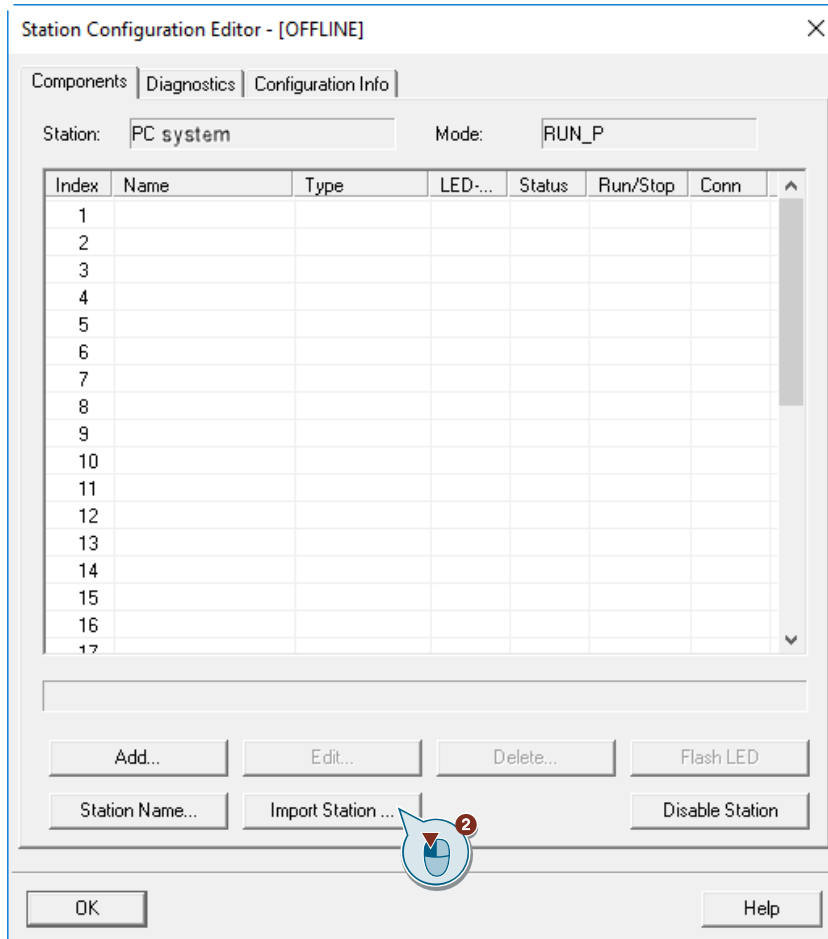 Station Configuration Editor - [OFFLINE]
Components Diagnostics Configuration Info
Station: PC system Mode: RUN_P
Index Name Type LED-... Status Run/Stop Conn
1
2
3
4
5
6
7
8
9
10
11
12
13
14
15
16
17
Add... Edit... Delete... Flash LED
Station Name... Import Station ... Disable Station
2
OK Help